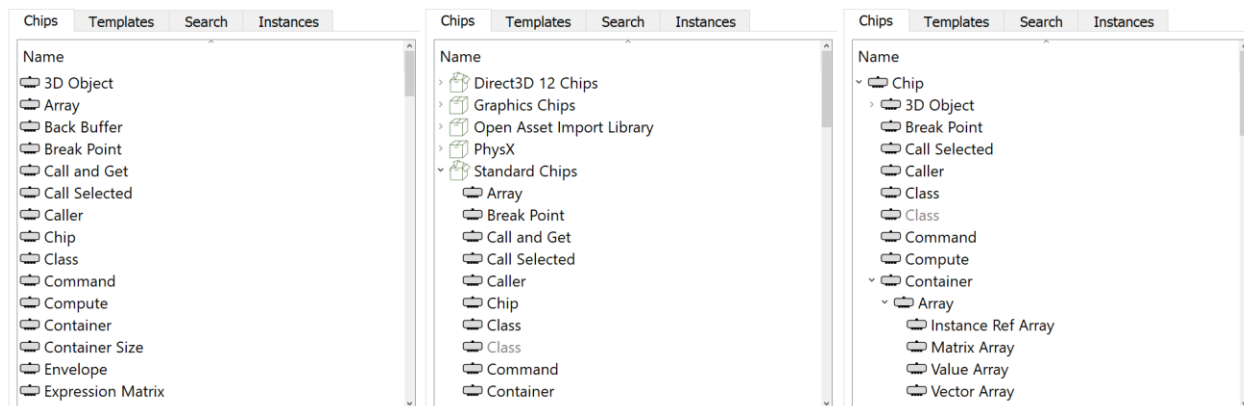 Chips Templates Search Instances
Name
3D Object
Array
Back Buffer
Break Point
Call and Get
Call Selected
Caller
Chip
Class
Command
Compute
Container
Container Size
Envelope
Expression Matrix
Chips Templates Search Instances
Name
Direct3D 12 Chips
Graphics Chips
Open Asset Import Library
PhysX
Standard Chips
Array
Break Point
Call and Get
Call Selected
Caller
Chip
Class
Class
Command
Container
Chips Templates Search Instances
Name
Chip
3D Object
Break Point
Call Selected
Caller
Class
Class
Command
Compute
Container
Array
Instance Ref Array
Matrix Array
Value Array
Vector Array